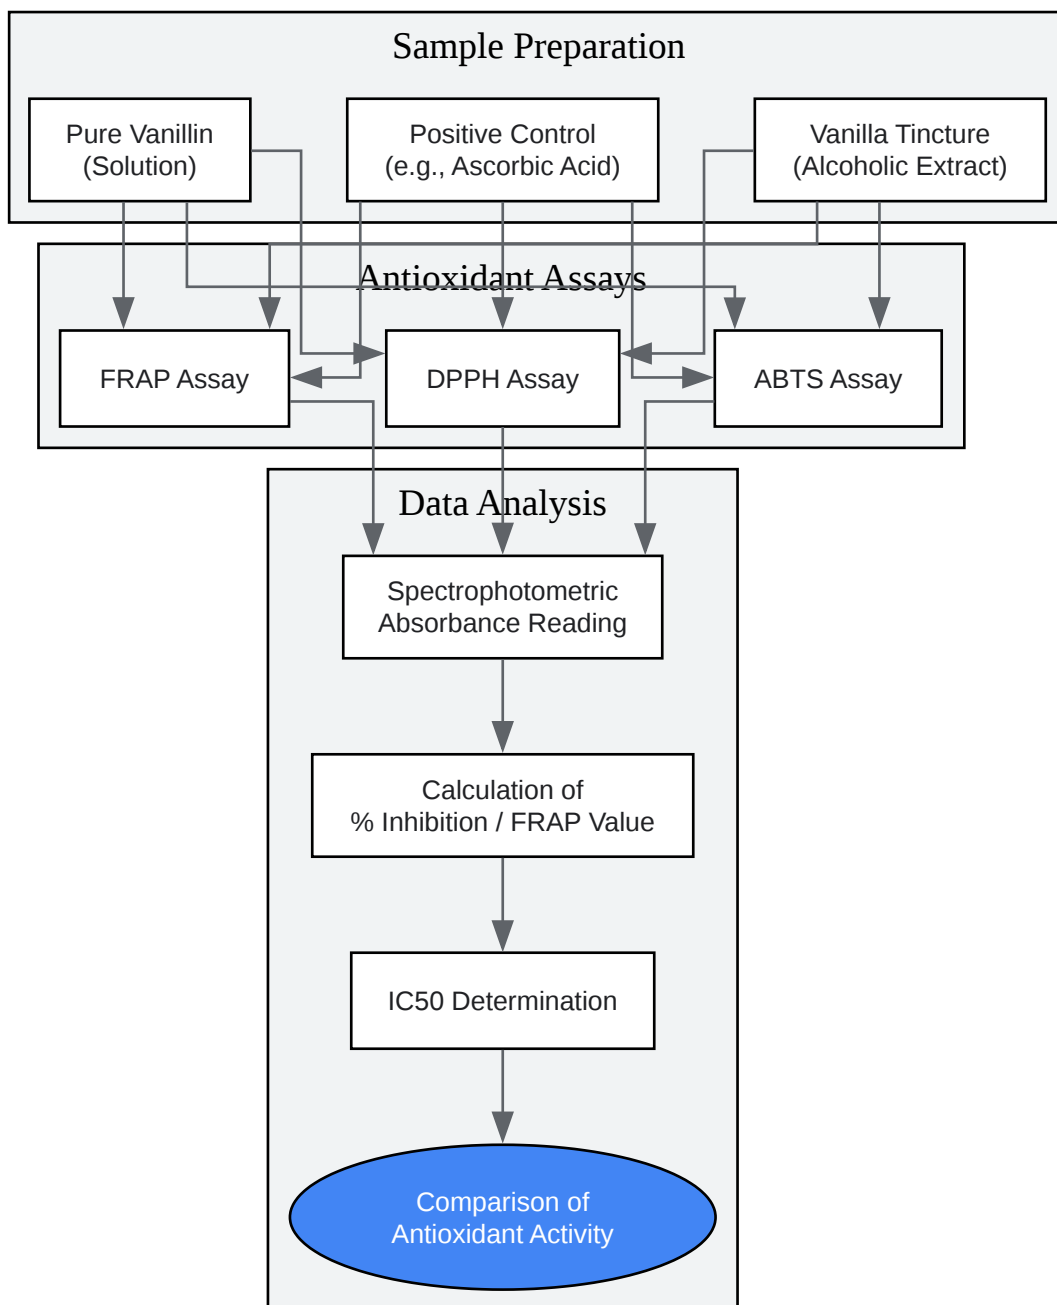 Sample Preparation
Pure Vanillin
(Solution)
Positive Control
(e.g., Ascorbic Acid)
Vanilla Tincture
(Alcoholic Extract)
Antioxidant Assays
FRAP Assay
DPPH Assay
ABTS Assay
Data Analysis
Spectrophotometric
Absorbance Reading
Calculation of
% Inhibition / FRAP Value
IC50 Determination
Comparison of
Antioxidant Activity